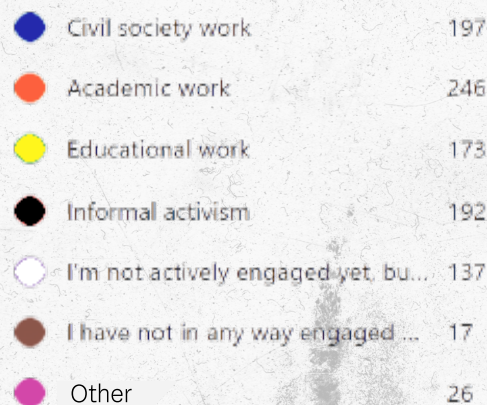 Civil society work 197
Academic work 246
Educational work 173
Informal activism 192
I'm not actively engaged yet, bu... 137
I have not in any way engaged ... 17
Other 26